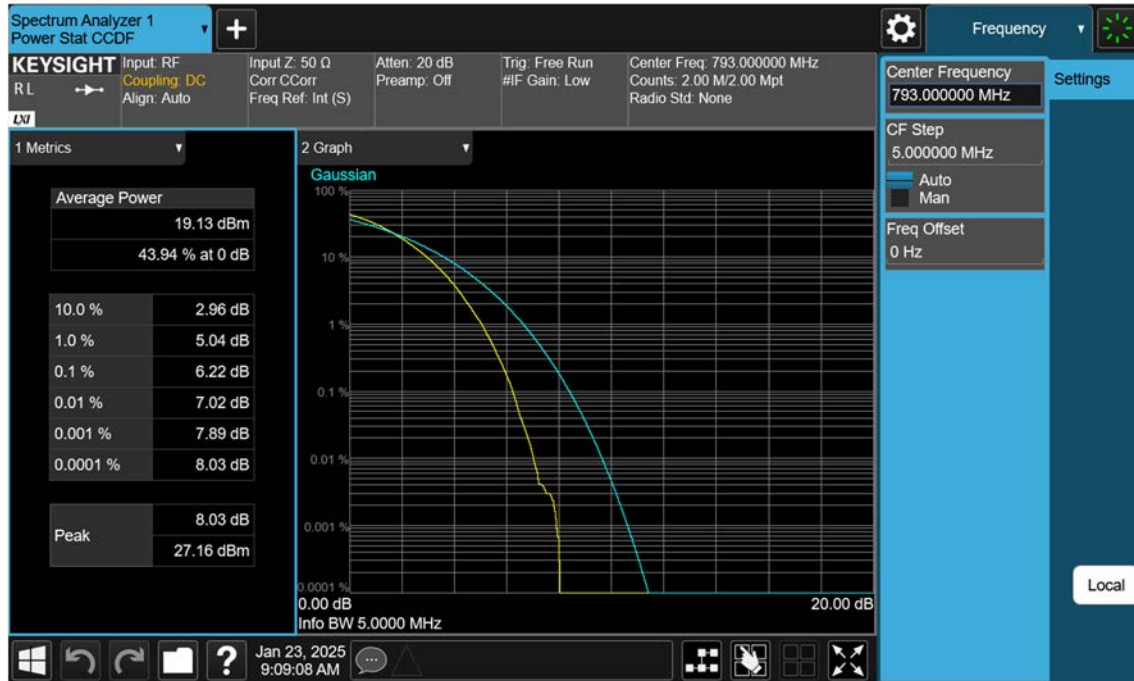 Spectrum Analyzer 1
Power Stat CCDF
Frequency
KEYSIGHT
RL
LXI
Input: RF
Coupling: DC
Align: Auto
Input Z: 50 Ω
Corr CCorr
Freq Ref: Int (S)
Atten: 20 dB
Preamp: Off
Trig: Free Run
#IF Gain: Low
Center Freq: 793.000000 MHz
Counts: 2.00 M/2.00 Mpt
Radio Std: None
Center Frequency
793.000000 MHz
Settings
CF Step
5.000000 MHz
Auto
Man
Freq Offset
0 Hz
Local
1 Metrics
Average Power
19.13 dBm
43.94 % at 0 dB
10.0 % 2.96 dB
1.0 % 5.04 dB
0.1 % 6.22 dB
0.01 % 7.02 dB
0.001 % 7.89 dB
0.0001 % 8.03 dB
Peak
8.03 dB
27.16 dBm
2 Graph
Gaussian
100 %
10 %
1 %
0.1 %
0.01 %
0.001 %
0.0001 %
0.00 dB 20.00 dB
Info BW 5.0000 MHz
?
Jan 23, 2025
9:09:08 AM